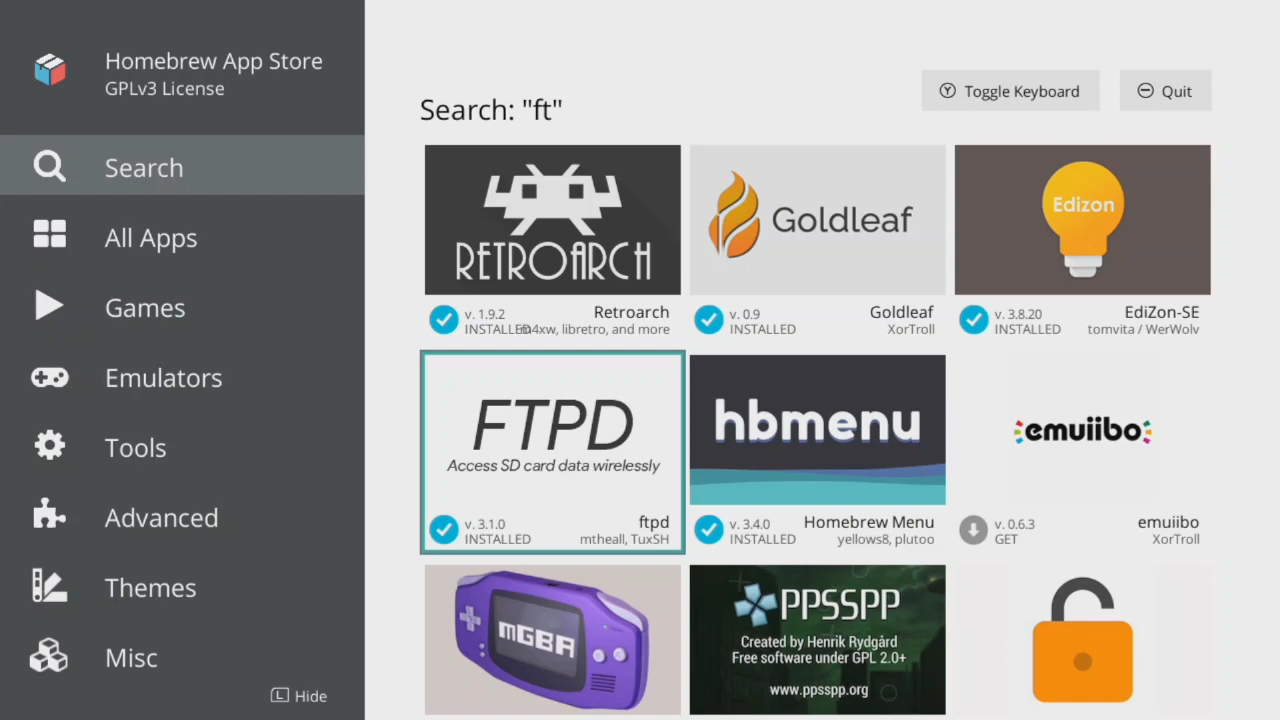 Homebrew App Store
GPLv3 License
Search
All Apps
Games
Emulators
Tools
Advanced
Themes
Misc
L Hide
Y Toggle Keyboard
Quit
Search: "ft"
RETROARCH
v. 1.9.2
INSTALLED
Retroarch
m4xw, libretro, and more
Goldleaf
v. 0.9
INSTALLED
Goldleaf
XorTroll
Edizon
v. 3.8.20
INSTALLED
EdiZon-SE
tomvita / WerWolv
FTPD
Access SD card data wirelessly
v. 3.1.0
INSTALLED
ftpd
mtheall, TuxSH
hbmenu
v. 3.4.0
INSTALLED
Homebrew Menu
yellows8, plutoo
emuiibo
v. 0.6.3
GET
emuiibo
XorTroll
mGBA
PPSSPP
Created by Henrik Rydgård
Free software under GPL 2.0+
www.ppsspp.org